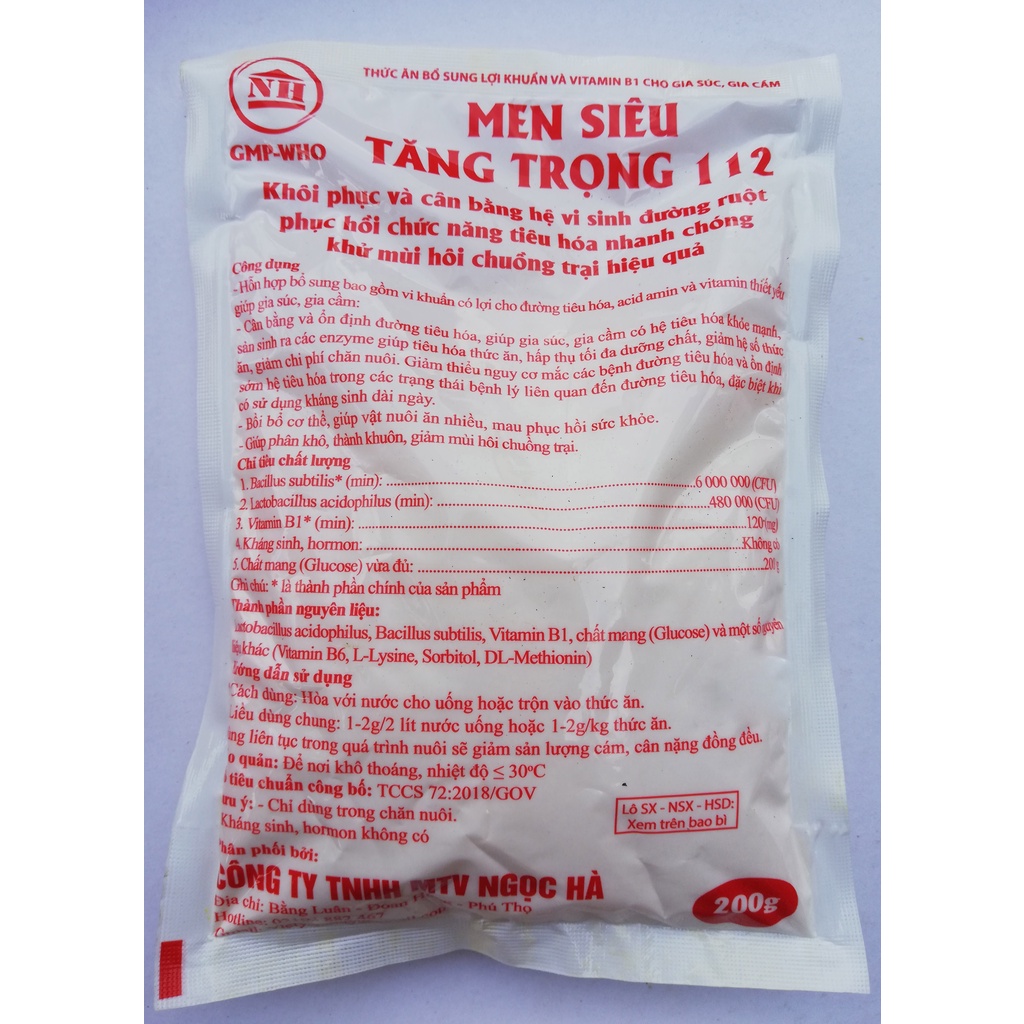 NH
GMP-WHO
THỨC ĂN BỔ SUNG LỢI KHUẨN VÀ VITAMIN B1 CHO GIA SÚC, GIA CẦM
MEN SIÊU
TĂNG TRỌNG 112
Khôi phục và cân bằng hệ vi sinh đường ruột
phục hồi chức năng tiêu hóa nhanh chóng
khử mùi hôi chuồng trại hiệu quả
Công dụng
- Hỗn hợp bổ sung bao gồm vi khuẩn có lợi cho đường tiêu hóa, acid amin và vitamin thiết yếu
giúp gia súc, gia cầm:
- Cân bằng và ổn định đường tiêu hóa, giúp gia súc, gia cầm có hệ tiêu hóa khỏe mạnh,
sản sinh ra các enzyme giúp tiêu hóa thức ăn, hấp thụ tối đa dưỡng chất, giảm hệ số thức
ăn, giảm chi phí chăn nuôi. Giảm thiểu nguy cơ mắc các bệnh đường tiêu hóa và ổn định
sớm hệ tiêu hóa trong các trạng thái bệnh lý liên quan đến đường tiêu hóa, đặc biệt khi
có sử dụng kháng sinh dài ngày.
- Bồi bổ cơ thể, giúp vật nuôi ăn nhiều, mau phục hồi sức khỏe.
- Giúp phân khô, thành khuôn, giảm mùi hôi chuồng trại.
Chỉ tiêu chất lượng
1. Bacillus subtilis* (min): 6 000 000 (CFU)
2. Lactobacillus acidophilus (min): 480 000 (CFU)
3. Vitamin B1* (min): 120 (mg)
4. Kháng sinh, hormon: Không có
5. Chất mang (Glucose) vừa đủ: 200 g
Ghi chú: * là thành phần chính của sản phẩm
Thành phần nguyên liệu:
Lactobacillus acidophilus, Bacillus subtilis, Vitamin B1, chất mang (Glucose) và một số nguyên
liệu khác (Vitamin B6, L-Lysine, Sorbitol, DL-Methionin)
Hướng dẫn sử dụng
Cách dùng: Hòa với nước cho uống hoặc trộn vào thức ăn.
Liều dùng chung: 1-2g/2 lít nước uống hoặc 1-2g/kg thức ăn.
liên tục trong quá trình nuôi sẽ giảm sản lượng cám, cân nặng đồng đều.
quản: Để nơi khô thoáng, nhiệt độ ≤ 30°C
tiêu chuẩn công bố: TCCS 72:2018/GOV
ý: - Chỉ dùng trong chăn nuôi.
Kháng sinh, hormon không có
Lô SX - NSX - HSD:
Xem trên bao bì
Phân phối bởi:
CÔNG TY TNHH MTV NGỌC HÀ
Địa chỉ: Bằng Luân - Đoan - Phú Thọ
Hotline:
200g